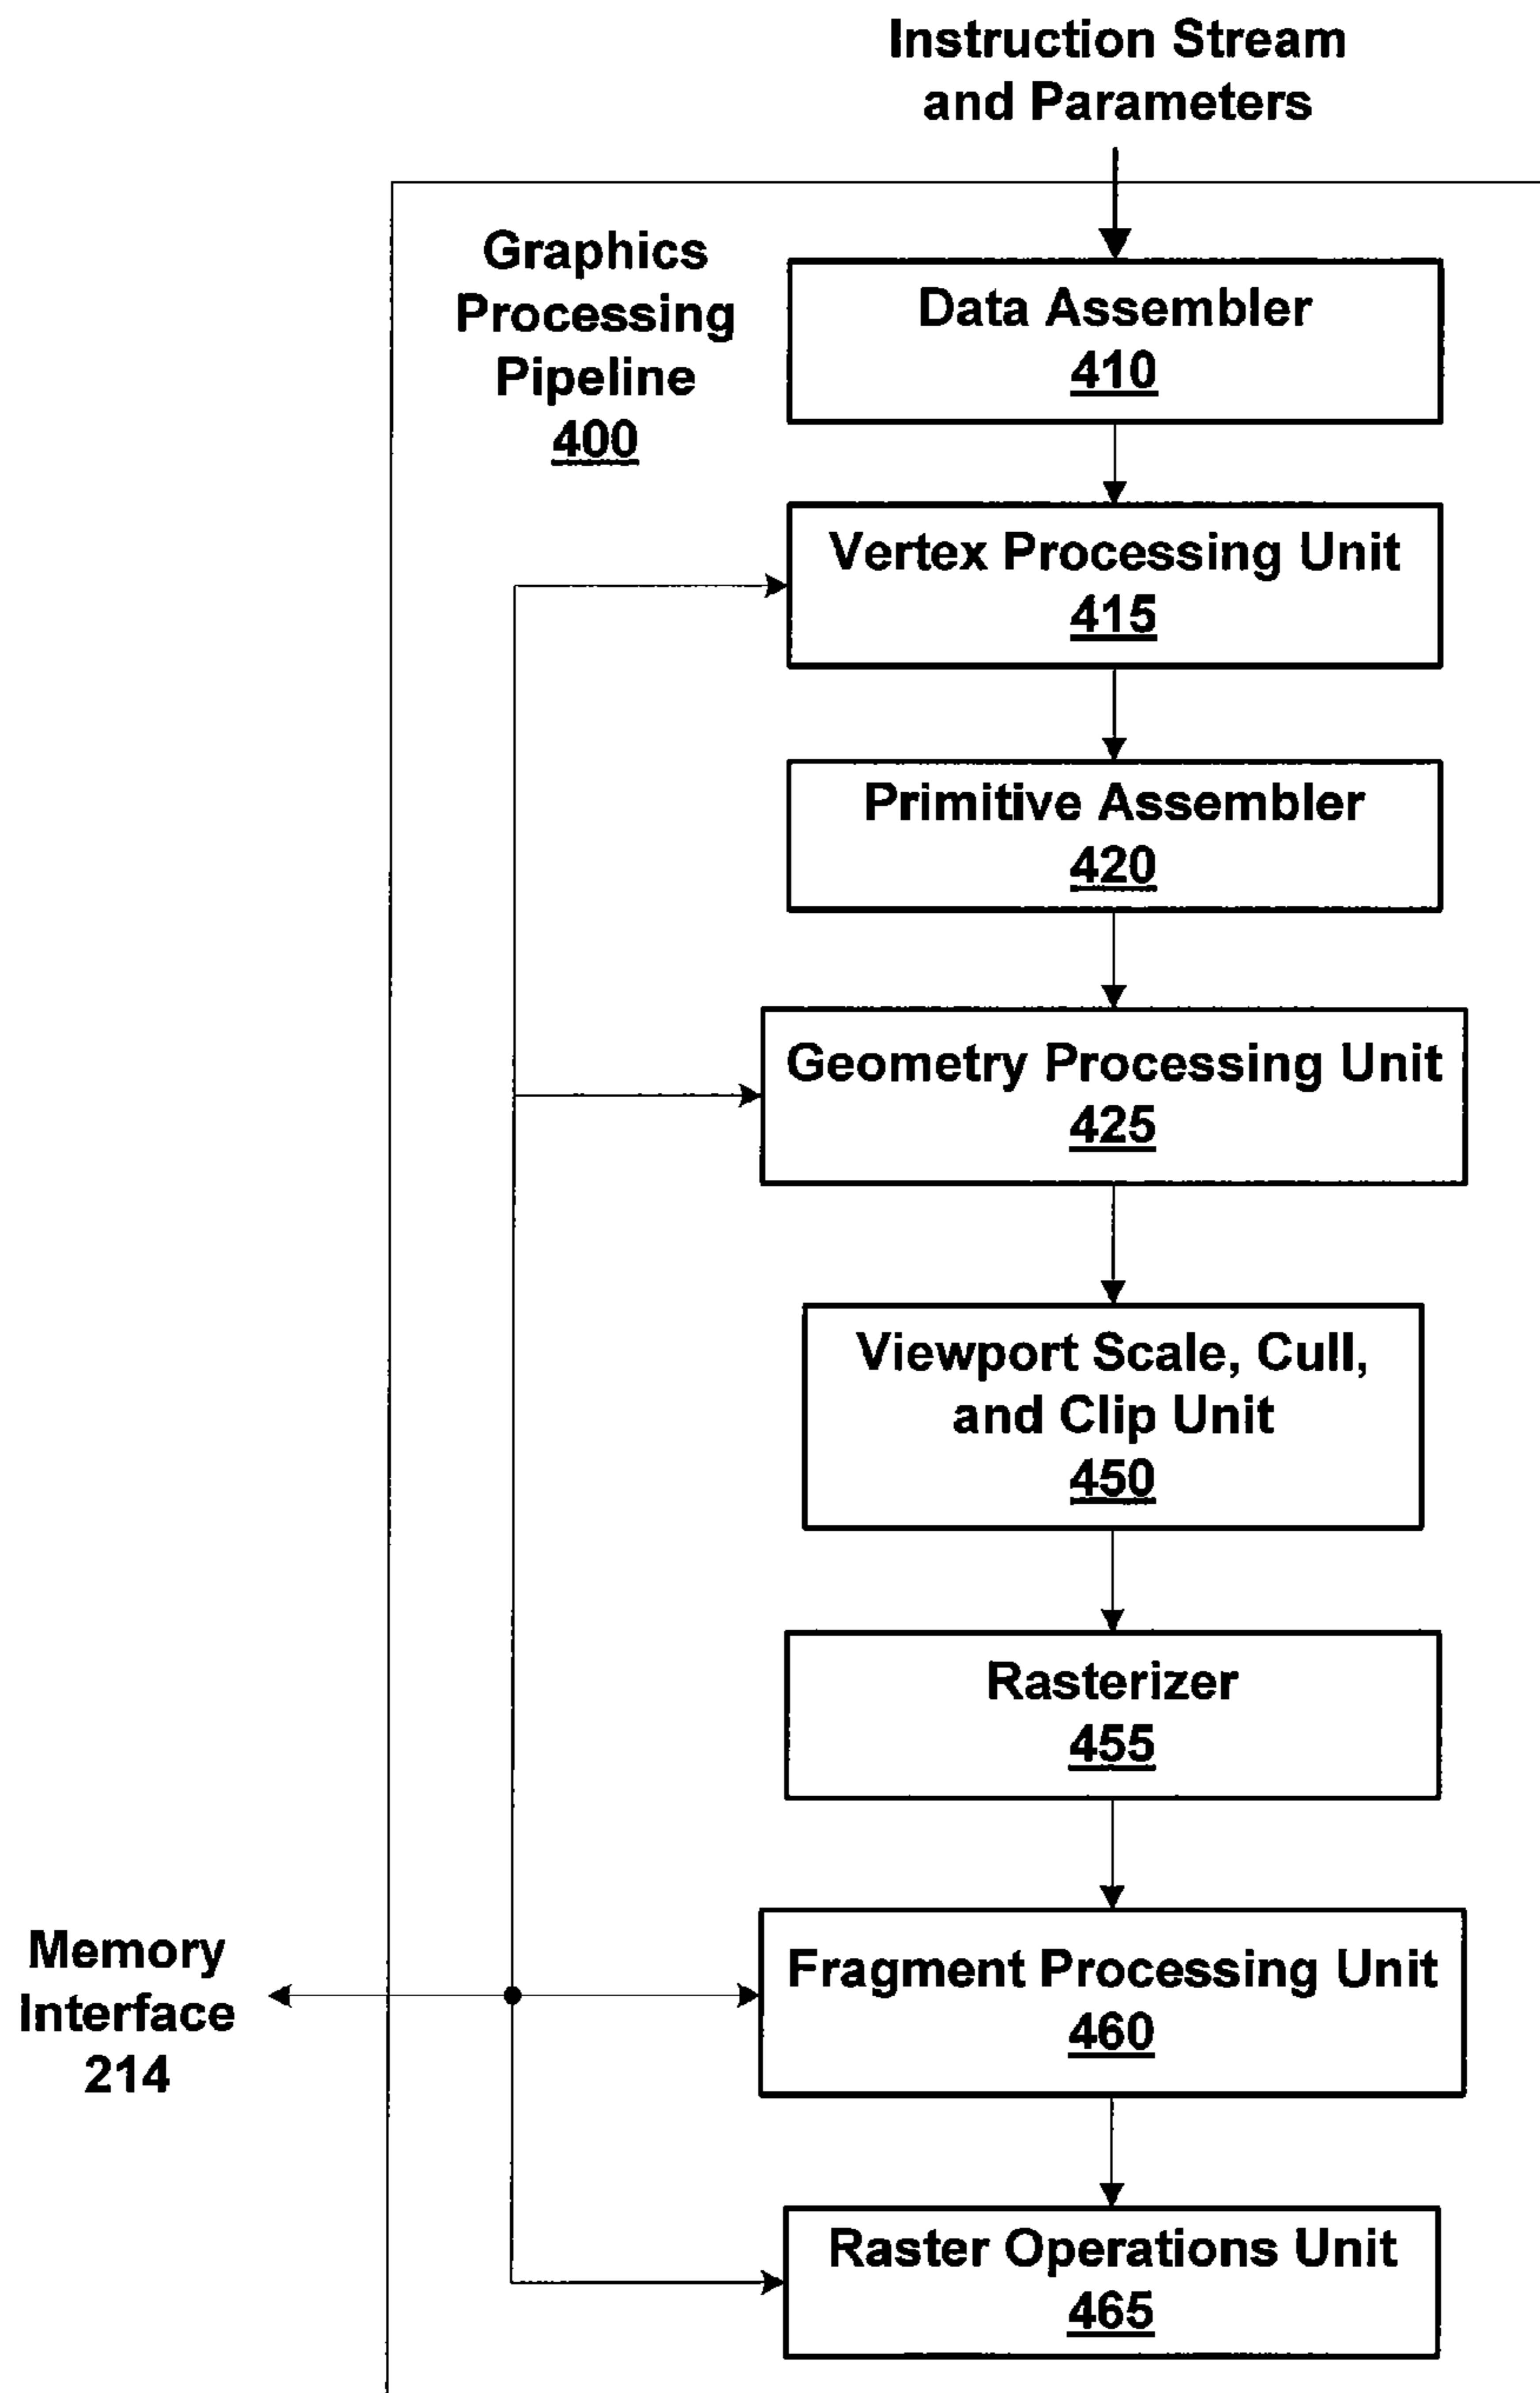 Instruction Stream
and Parameters
Graphics
Processing
Pipeline
400
Data Assembler
410
Vertex Processing Unit
415
Primitive Assembler
420
Geometry Processing Unit
425
Viewport Scale, Cull,
and Clip Unit
450
Rasterizer
455
Memory
Interface
214
Fragment Processing Unit
460
Raster Operations Unit
465